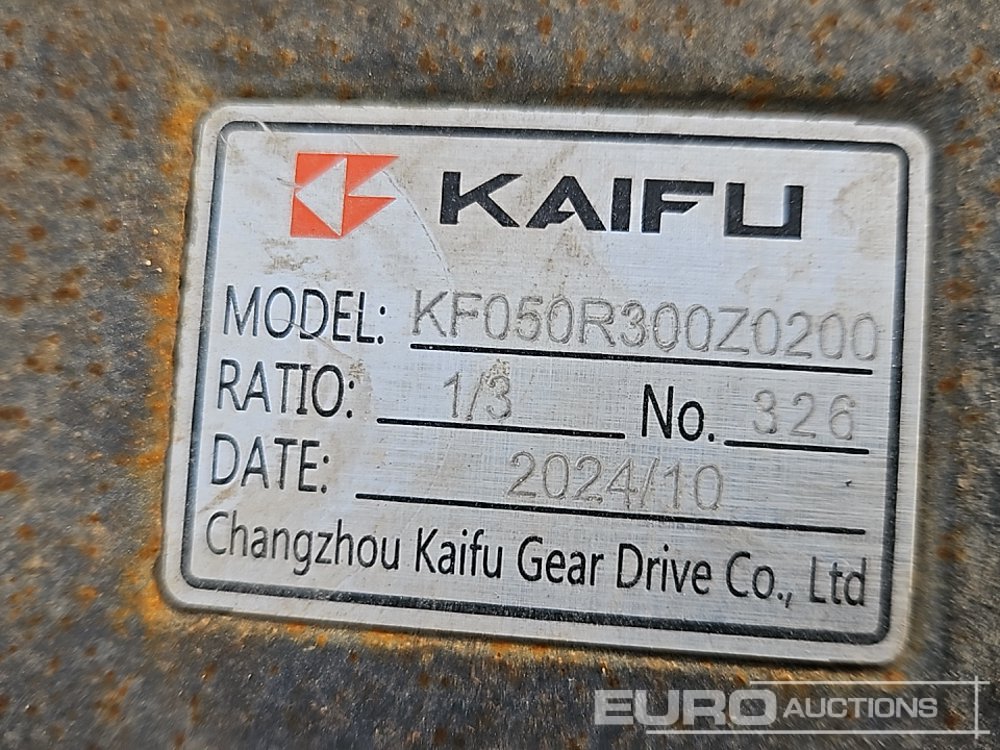 KAIFU
MODEL: KF050R300Z0200
RATIO: 1/3 No. 326
DATE: 2024/10
Changzhou Kaifu Gear Drive Co., Ltd
EURO AUCTIONS